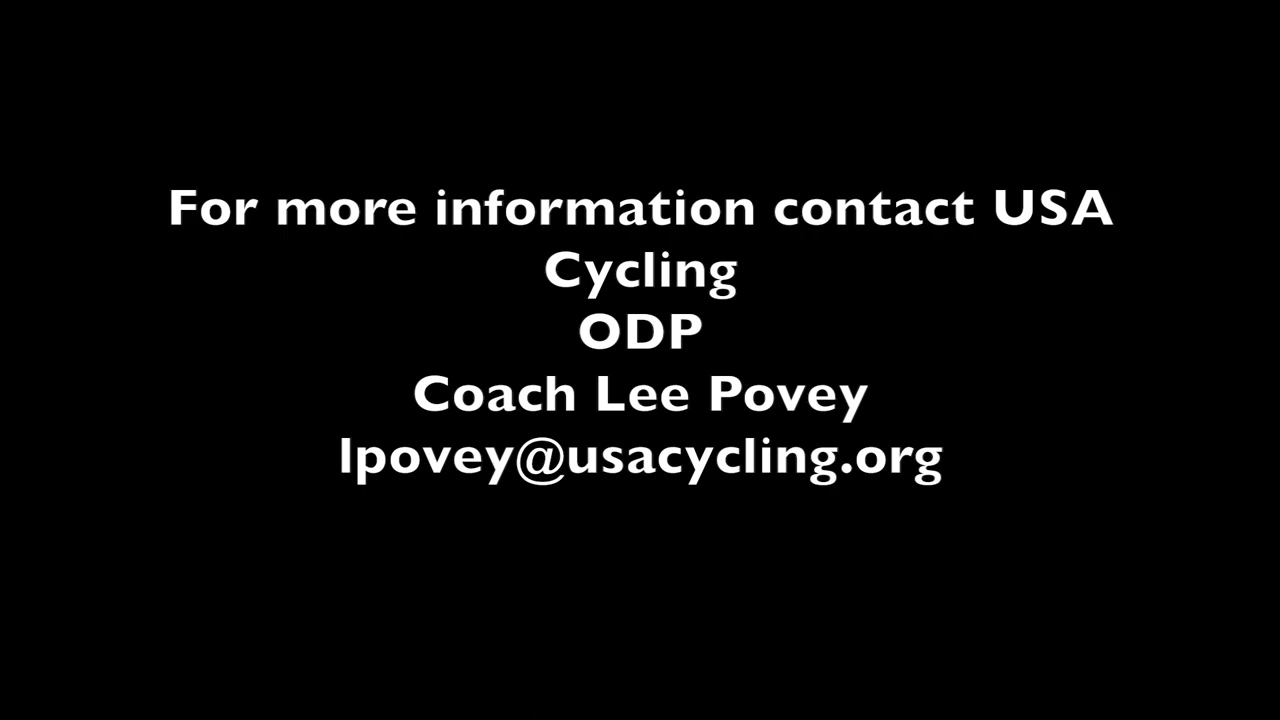 For more information contact USA
Cycling
ODP
Coach Lee Povey
lpovey@usacycling.org